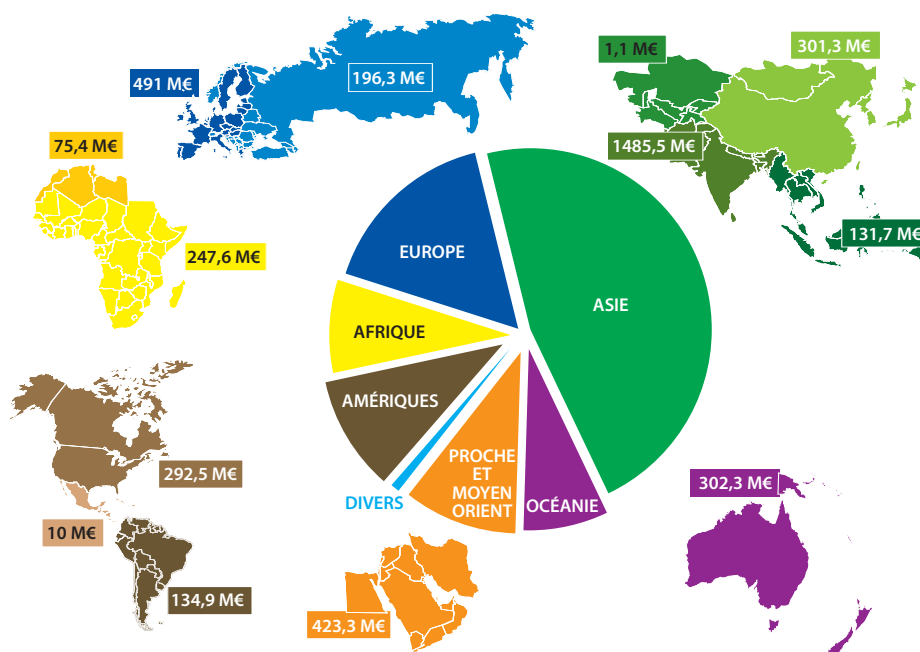 1,1 M€
301,3 M€
491 M€
196,3 M€
75,4 M€
1485,5 M€
131,7 M€
247,6 M€
EUROPE
ASIE
AFRIQUE
AMÉRIQUES
PROCHE
ET
MOYEN
ORIENT
OCÉANIE
DIVERS
292,5 M€
302,3 M€
10 M€
134,9 M€
423,3 M€